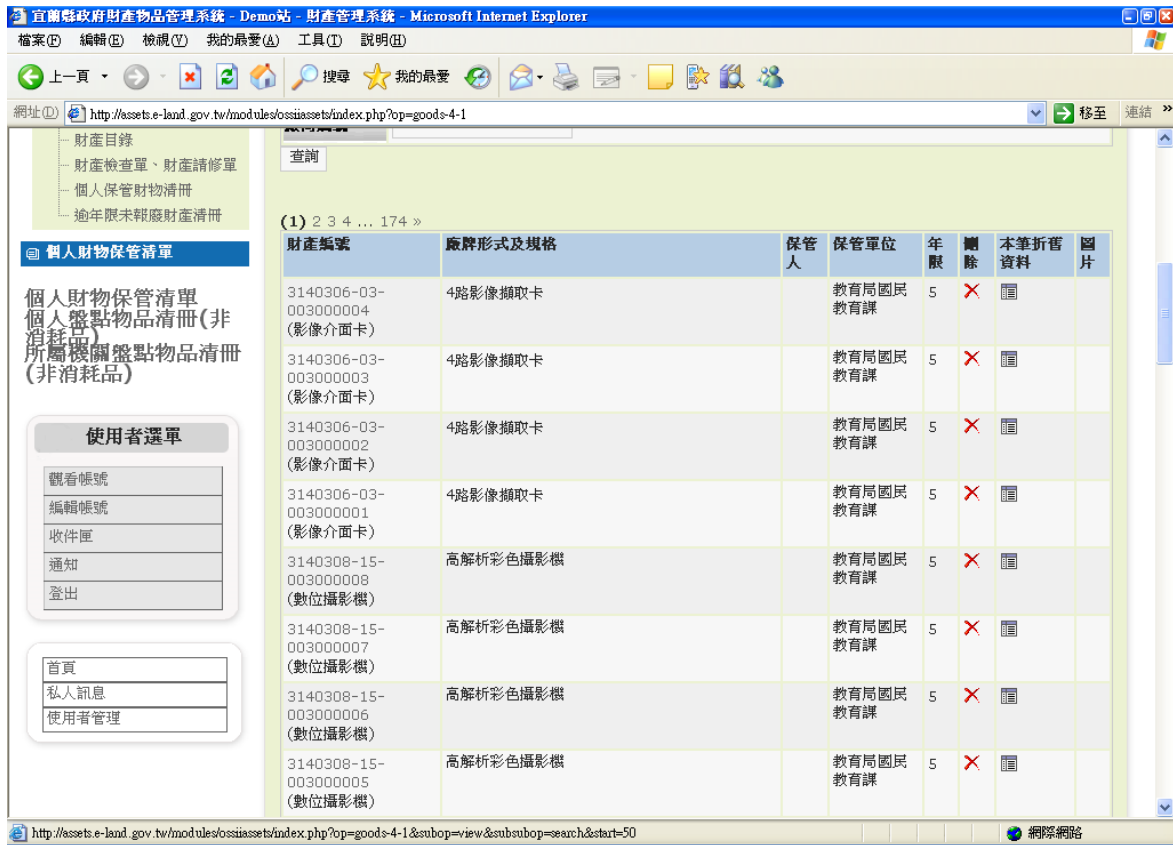 宜蘭縣政府財產物品管理系統 - Demo站 - 財產管理系統 - Microsoft Internet Explorer
檔案(F) 編輯(E) 檢視(V) 我的最愛(A) 工具(T) 說明(H)
上一頁 搜尋 我的最愛
網址(D) http://assets.e-land.gov.tw/modules/ossiiassets/index.php?op=goods-4-1 移至 連結 »
財產目錄
財產檢查單、財產請修單
個人保管財物清冊
逾年限未報廢財產清冊
個人財物保管清單
個人財物保管清單
個人盤點物品清冊(非
消耗品)
所屬機關盤點物品清冊
(非消耗品)
使用者選單
觀看帳號
編輯帳號
收件匣
通知
登出
首頁
私人訊息
使用者管理
查詢
(1) 2 3 4 ... 174 »
財產編號 廠牌形式及規格 保管人 保管單位 年限 刪除 本筆折舊資料 圖片
3140306-03-
003000004
(影像介面卡)
4路影像擷取卡
教育局國民
教育課
5
3140306-03-
003000003
(影像介面卡)
4路影像擷取卡
教育局國民
教育課
5
3140306-03-
003000002
(影像介面卡)
4路影像擷取卡
教育局國民
教育課
5
3140306-03-
003000001
(影像介面卡)
4路影像擷取卡
教育局國民
教育課
5
3140308-15-
003000008
(數位攝影機)
高解析彩色攝影機
教育局國民
教育課
5
3140308-15-
003000007
(數位攝影機)
高解析彩色攝影機
教育局國民
教育課
5
3140308-15-
003000006
(數位攝影機)
高解析彩色攝影機
教育局國民
教育課
5
3140308-15-
003000005
(數位攝影機)
高解析彩色攝影機
教育局國民
教育課
5
http://assets.e-land.gov.tw/modules/ossiiassets/index.php?op=goods-4-1&subop=view&subsubop=search&start=50 網際網路